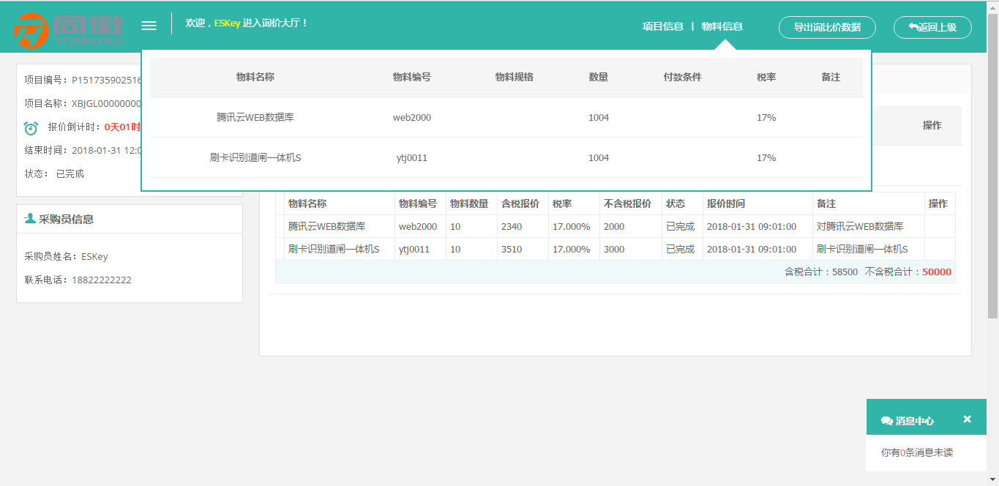 同徽
TONGHUI
欢迎，ESKey 进入询价大厅！
项目信息 | 物料信息
导出询比价数据
返回上级
物料名称 物料编号 物料规格 数量 付款条件 税率 备注
腾讯云WEB数据库 web2000 1004 17%
刷卡识别道闸一体机S ytj0011 1004 17%
项目编号：P151735902516
项目名称：XBJGL00000000
报价倒计时：0天01时
结束时间：2018-01-31 12:0
状态： 已完成
采购员信息
采购员姓名：ESKey
联系电话：18822222222
操作
物料名称 物料编号 物料数量 含税报价 税率 不含税报价 状态 报价时间 备注 操作
腾讯云WEB数据库 web2000 10 2340 17.000% 2000 已完成 2018-01-31 09:01:00 对腾讯云WEB数据库
刷卡识别道闸一体机S ytj0011 10 3510 17.000% 3000 已完成 2018-01-31 09:01:00 刷卡识别道闸一体机S
含税合计：58500 不含税合计：50000
消息中心 ×
你有0条消息未读